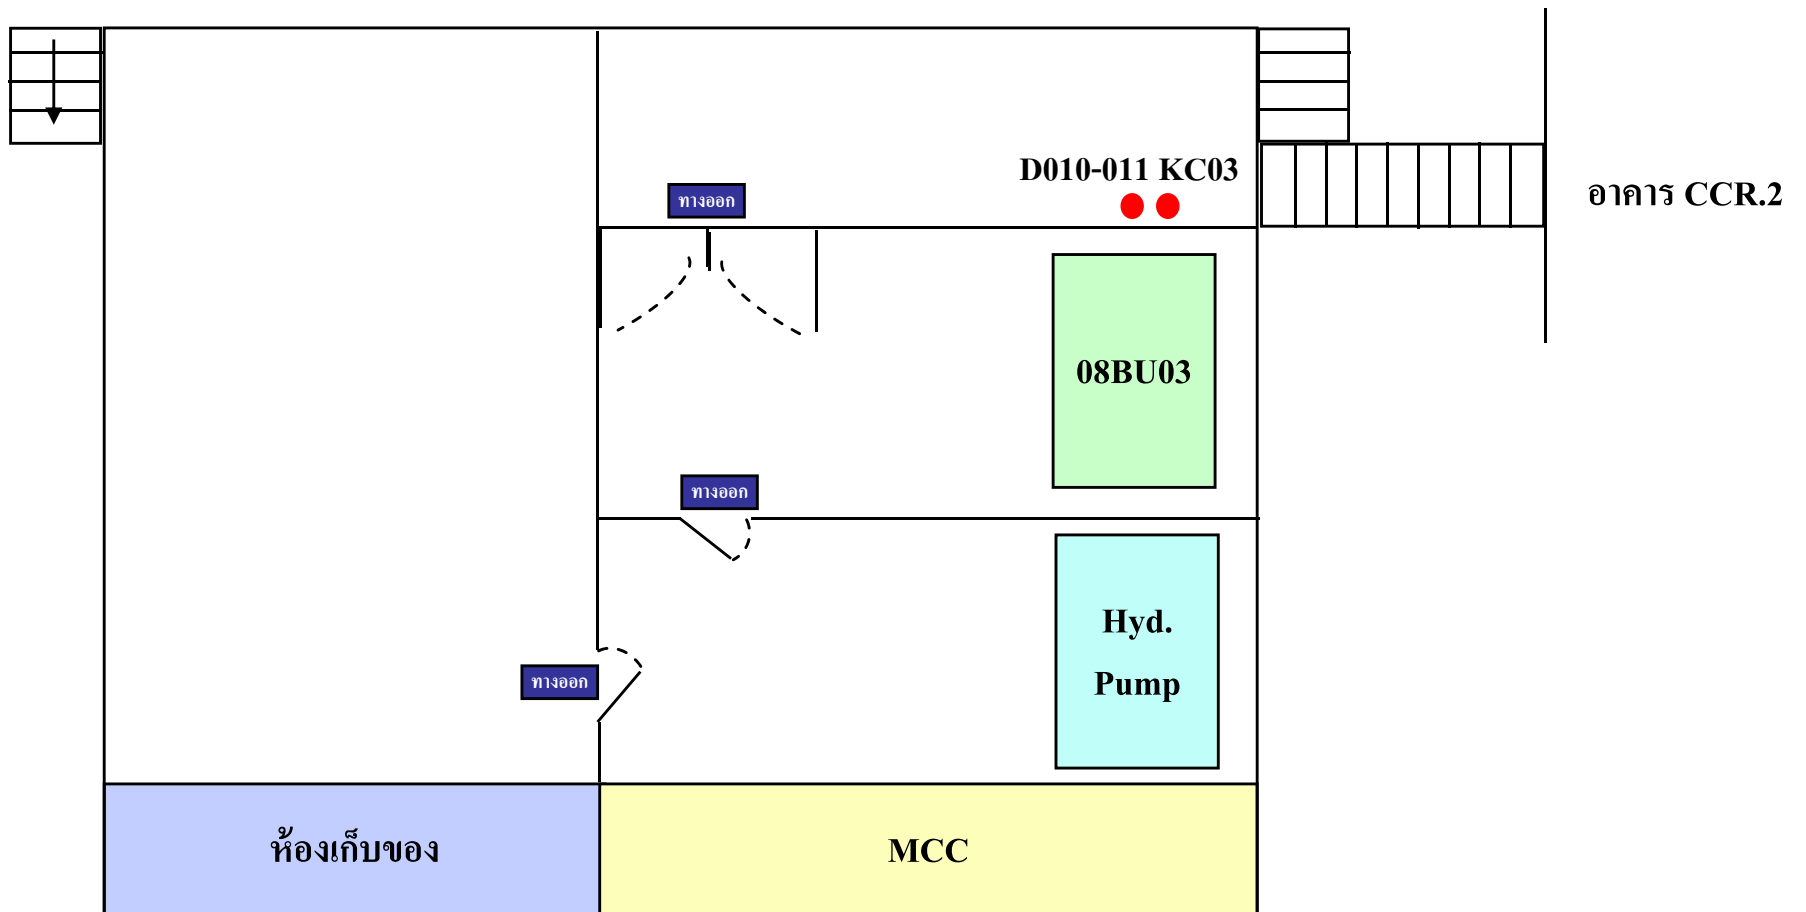 D010-011 KC03
ทางออก
อาคาร CCR.2
08BU03
ทางออก
Hyd.
Pump
ทางออก
ห้องเก็บของ
MCC